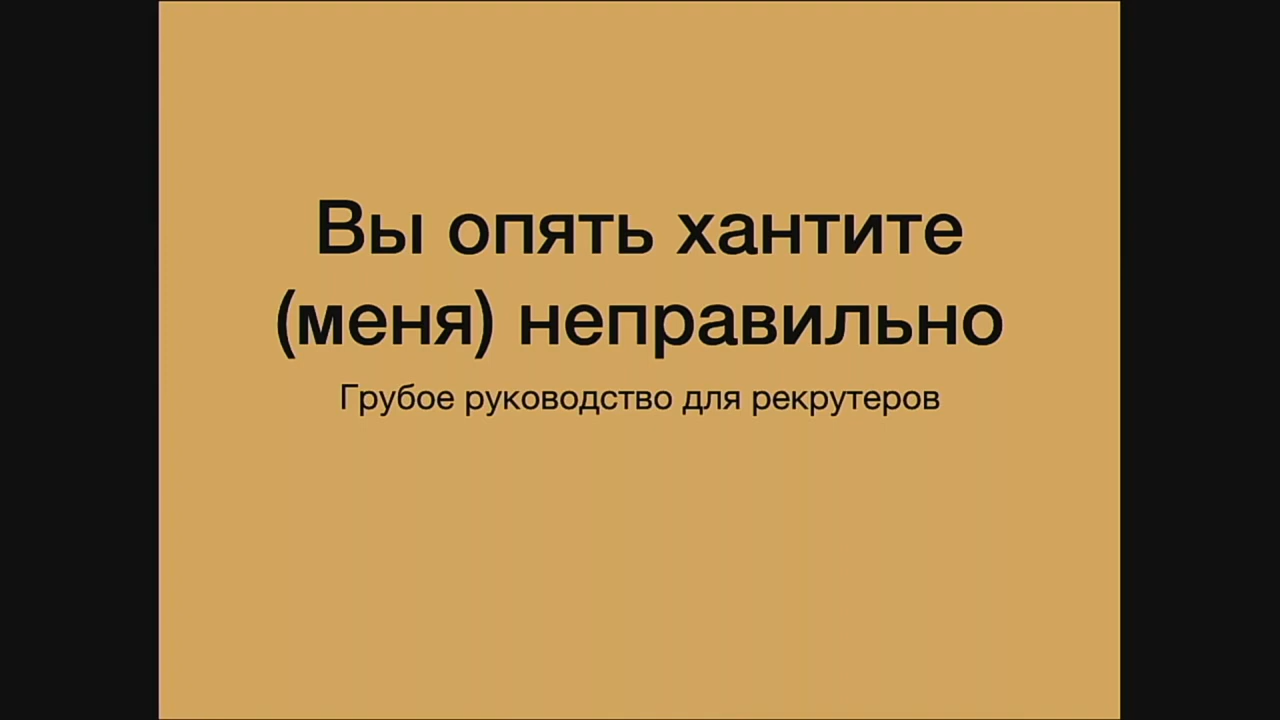 Вы опять хантите
(меня) неправильно
Грубое руководство для рекрутеров